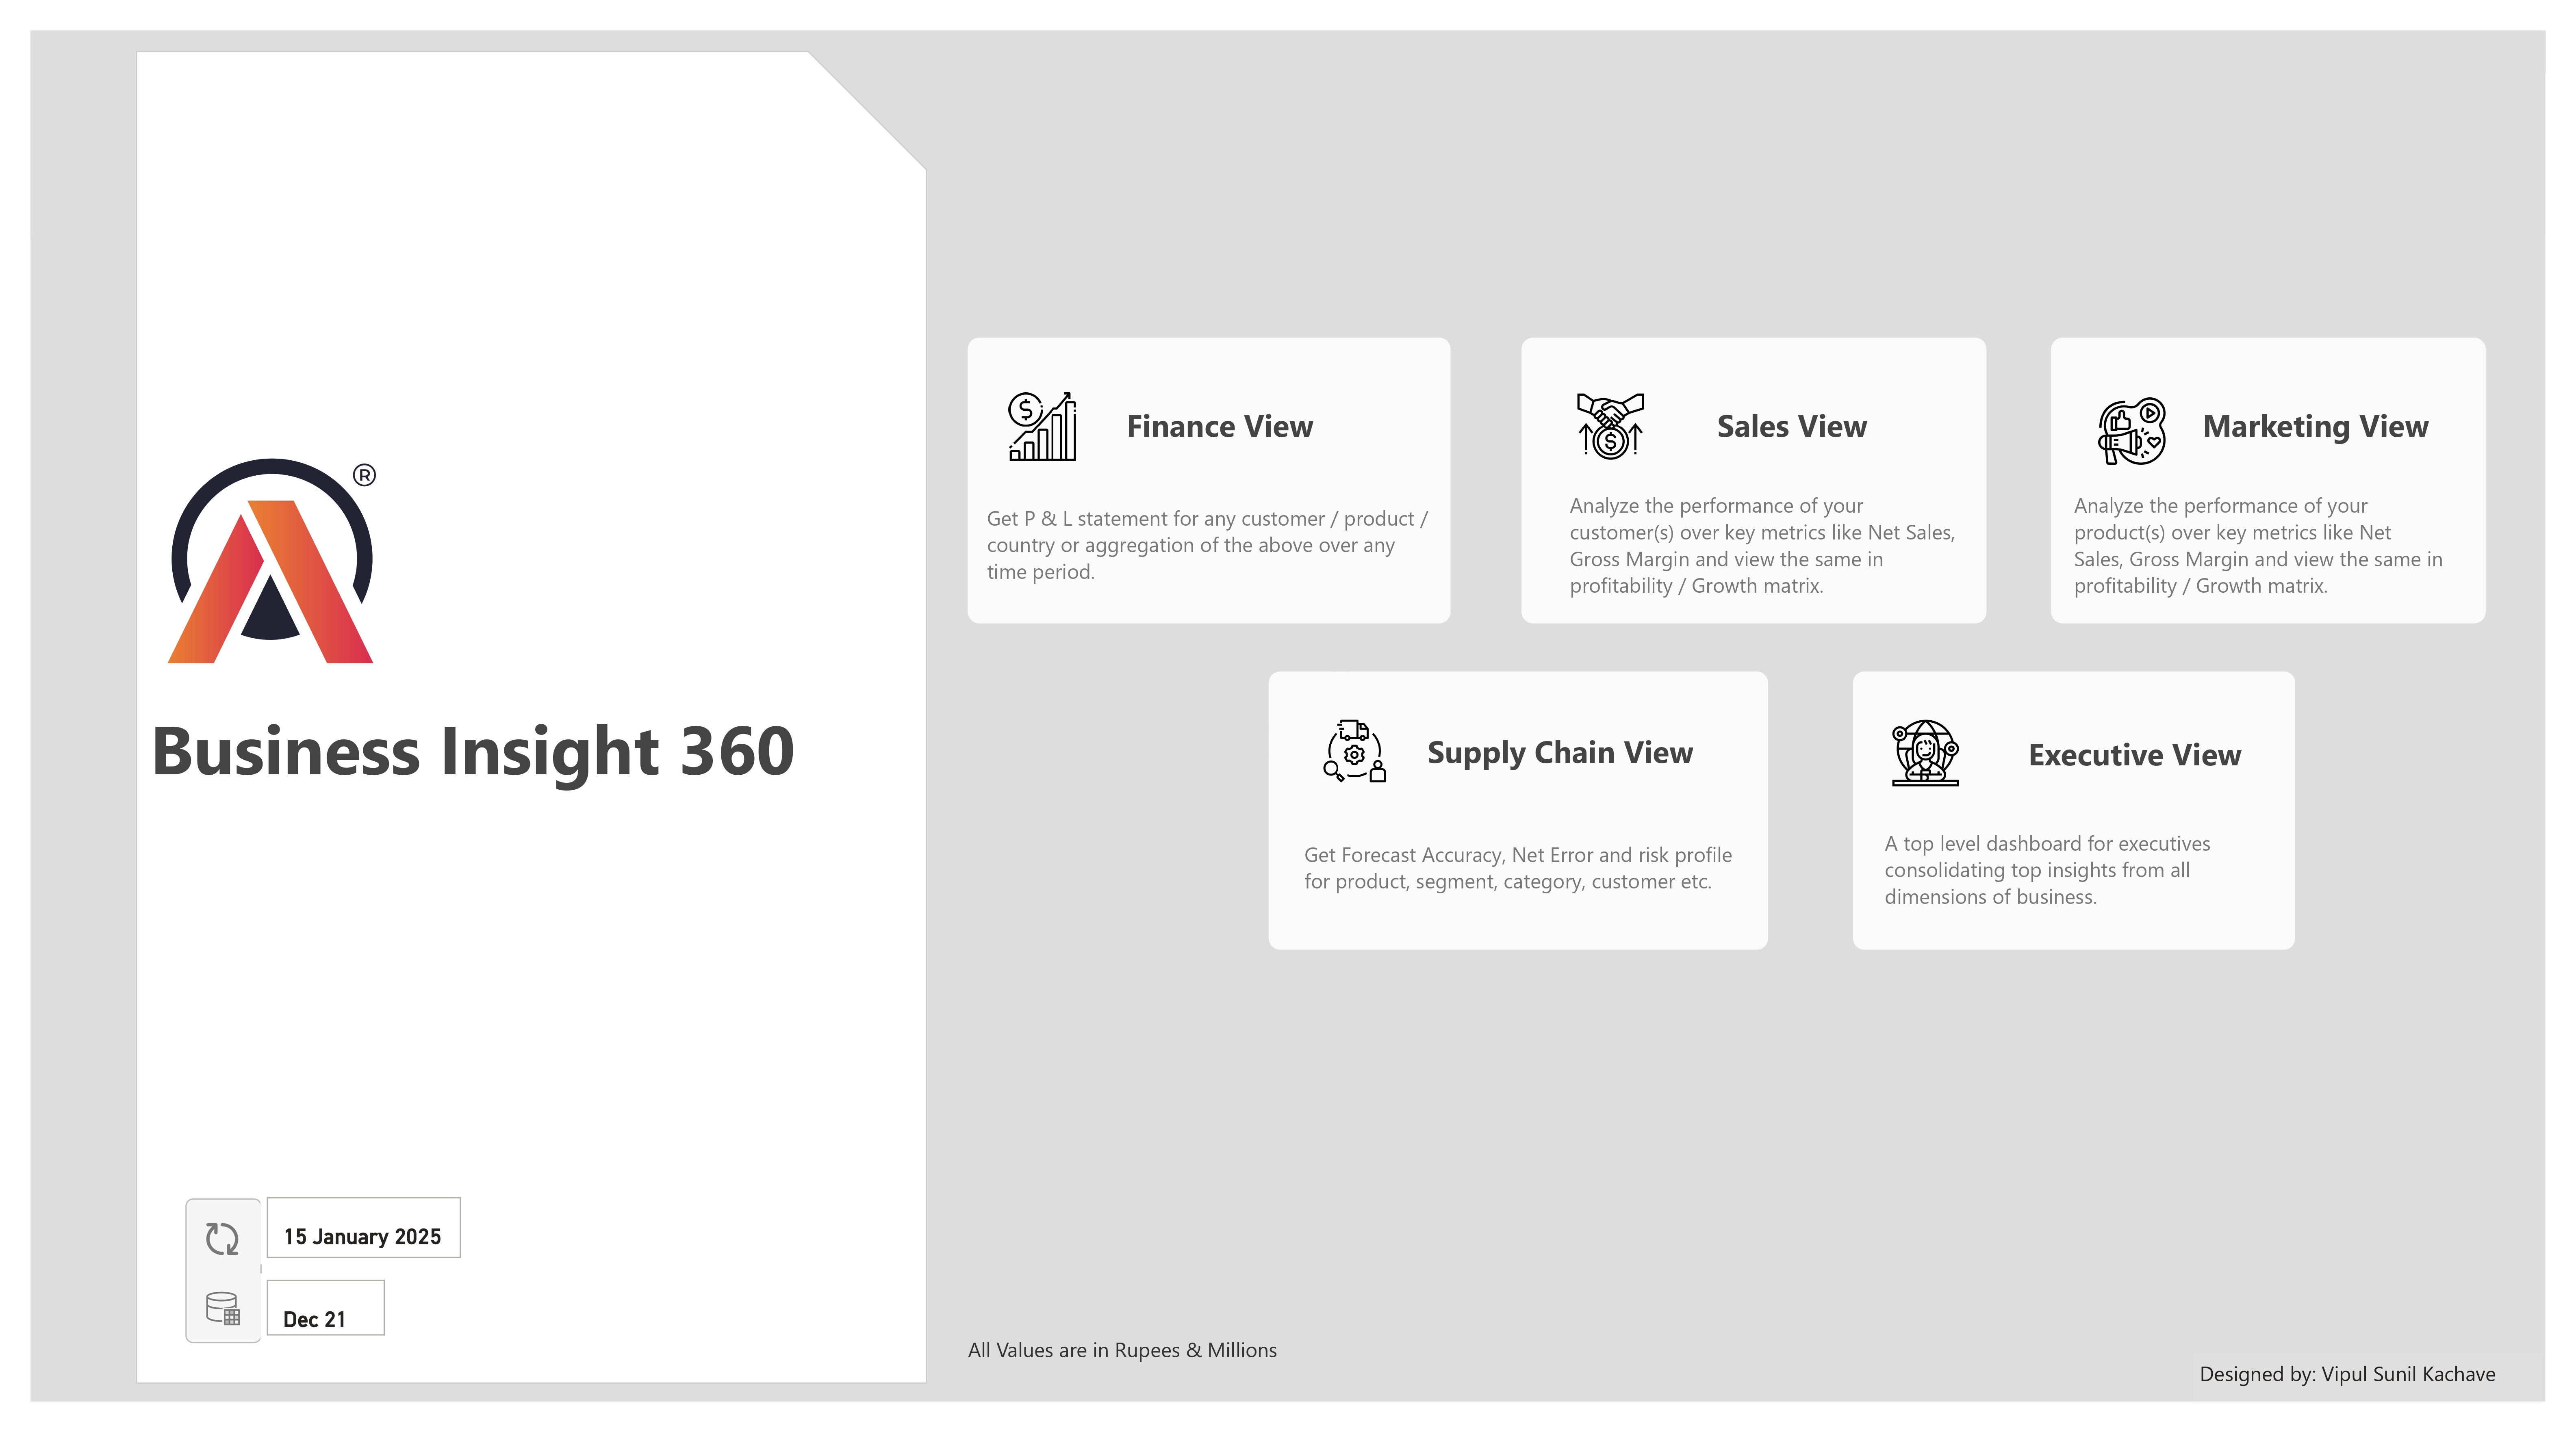 ®
Business Insight 360
15 January 2025
Dec 21
Finance View
Get P & L statement for any customer / product /
country or aggregation of the above over any
time period.
Sales View
Analyze the performance of your
customer(s) over key metrics like Net Sales,
Gross Margin and view the same in
profitability / Growth matrix.
Marketing View
Analyze the performance of your
product(s) over key metrics like Net
Sales, Gross Margin and view the same in
profitability / Growth matrix.
Supply Chain View
Get Forecast Accuracy, Net Error and risk profile
for product, segment, category, customer etc.
Executive View
A top level dashboard for executives
consolidating top insights from all
dimensions of business.
All Values are in Rupees & Millions
Designed by: Vipul Sunil Kachave